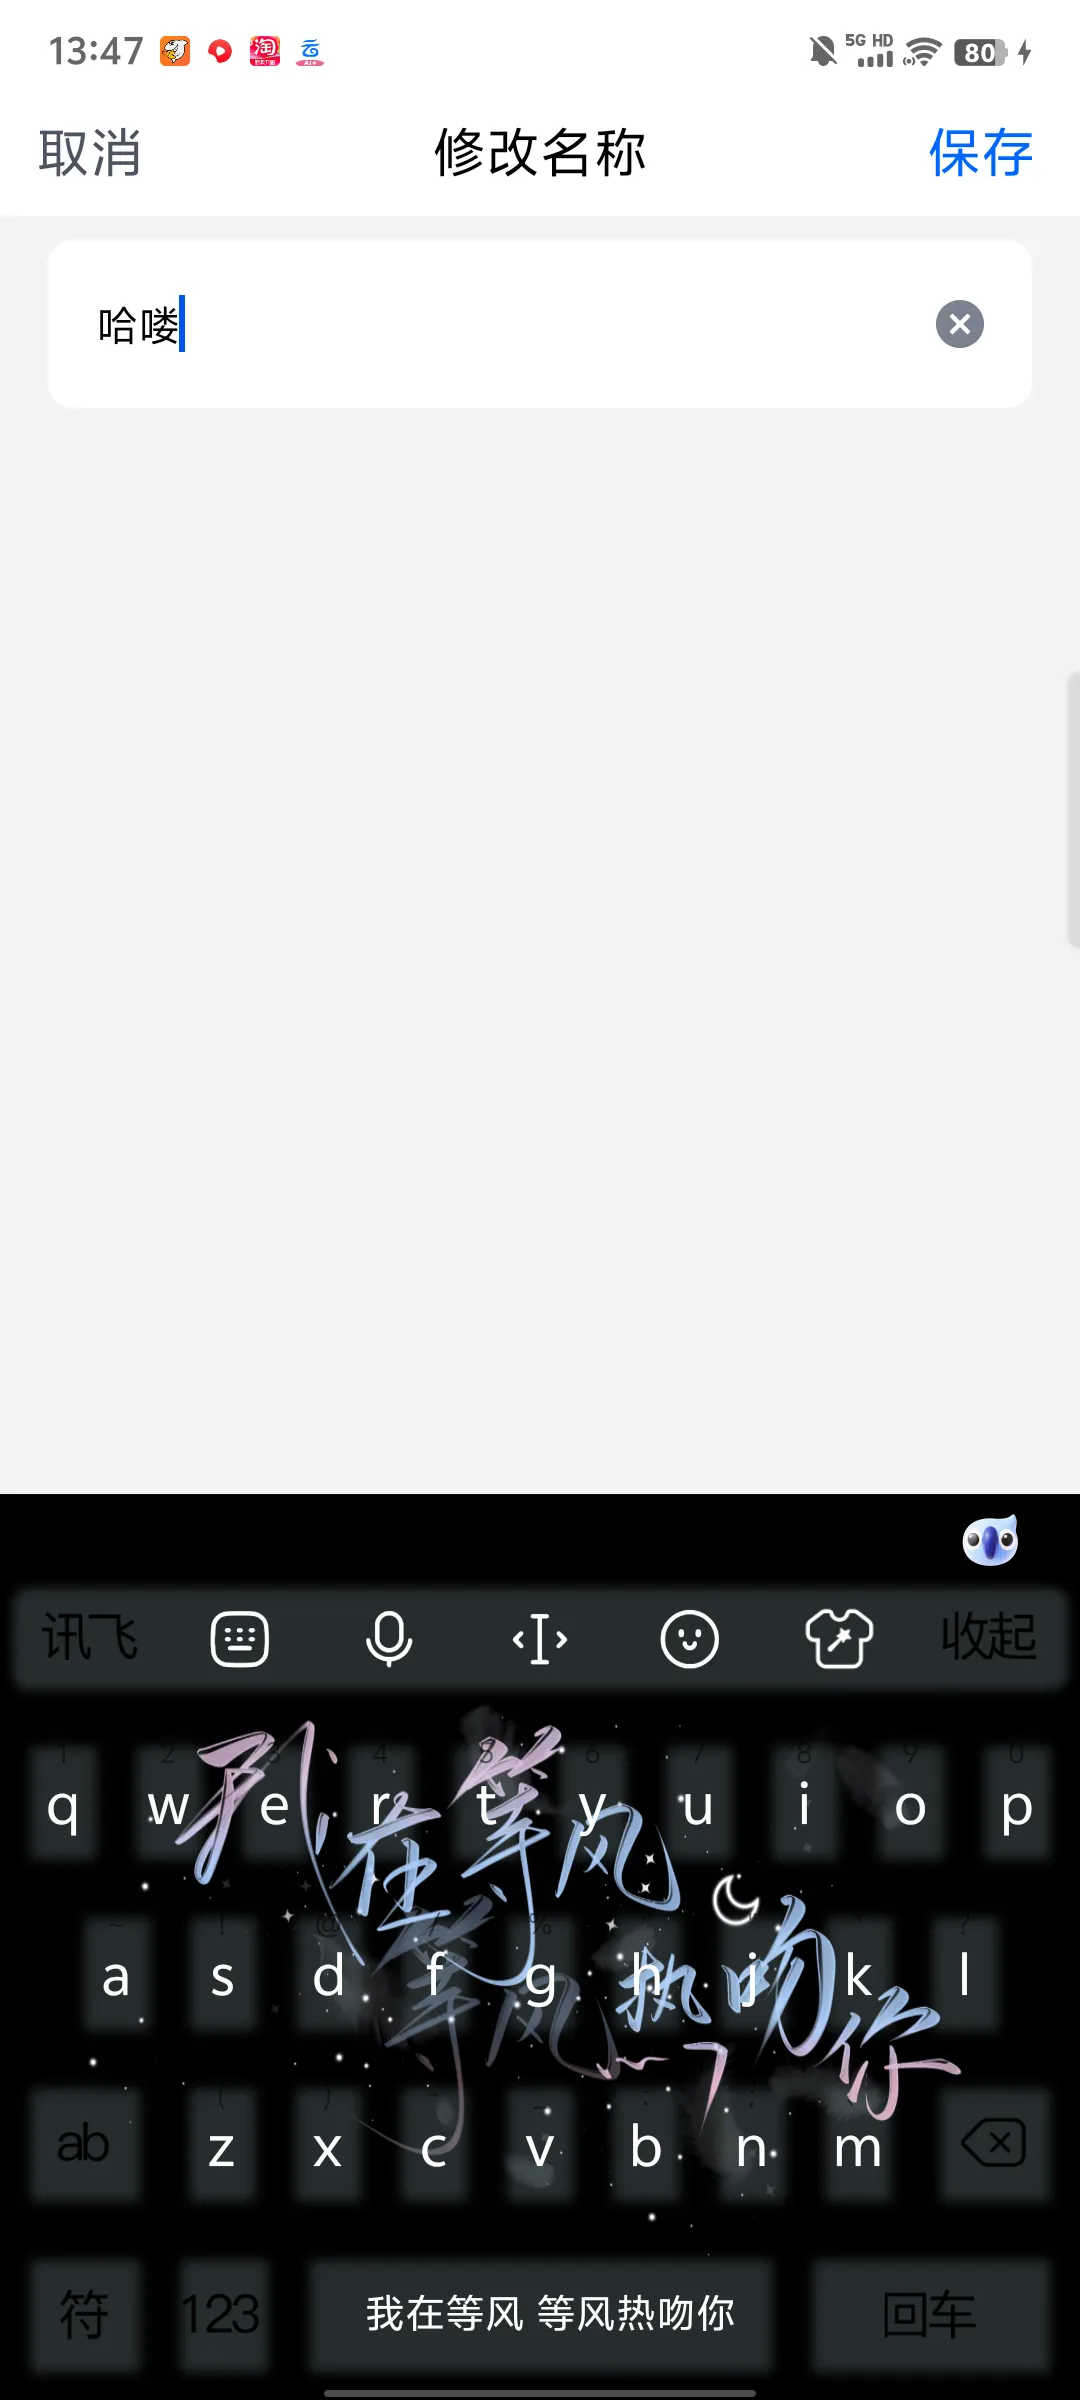 13:47 淘 云 5G HD 80
取消 修改名称 保存
哈喽
讯飞 收起
我在等风
等风热吻你
1 2 3 4 5 6 7 8 9 0
q w e r t y u i o p
~ ! @ % ?
a s d f g h j k l
( ) - _ :
ab z x c v b n m
符 123 我在等风 等风热吻你 回车